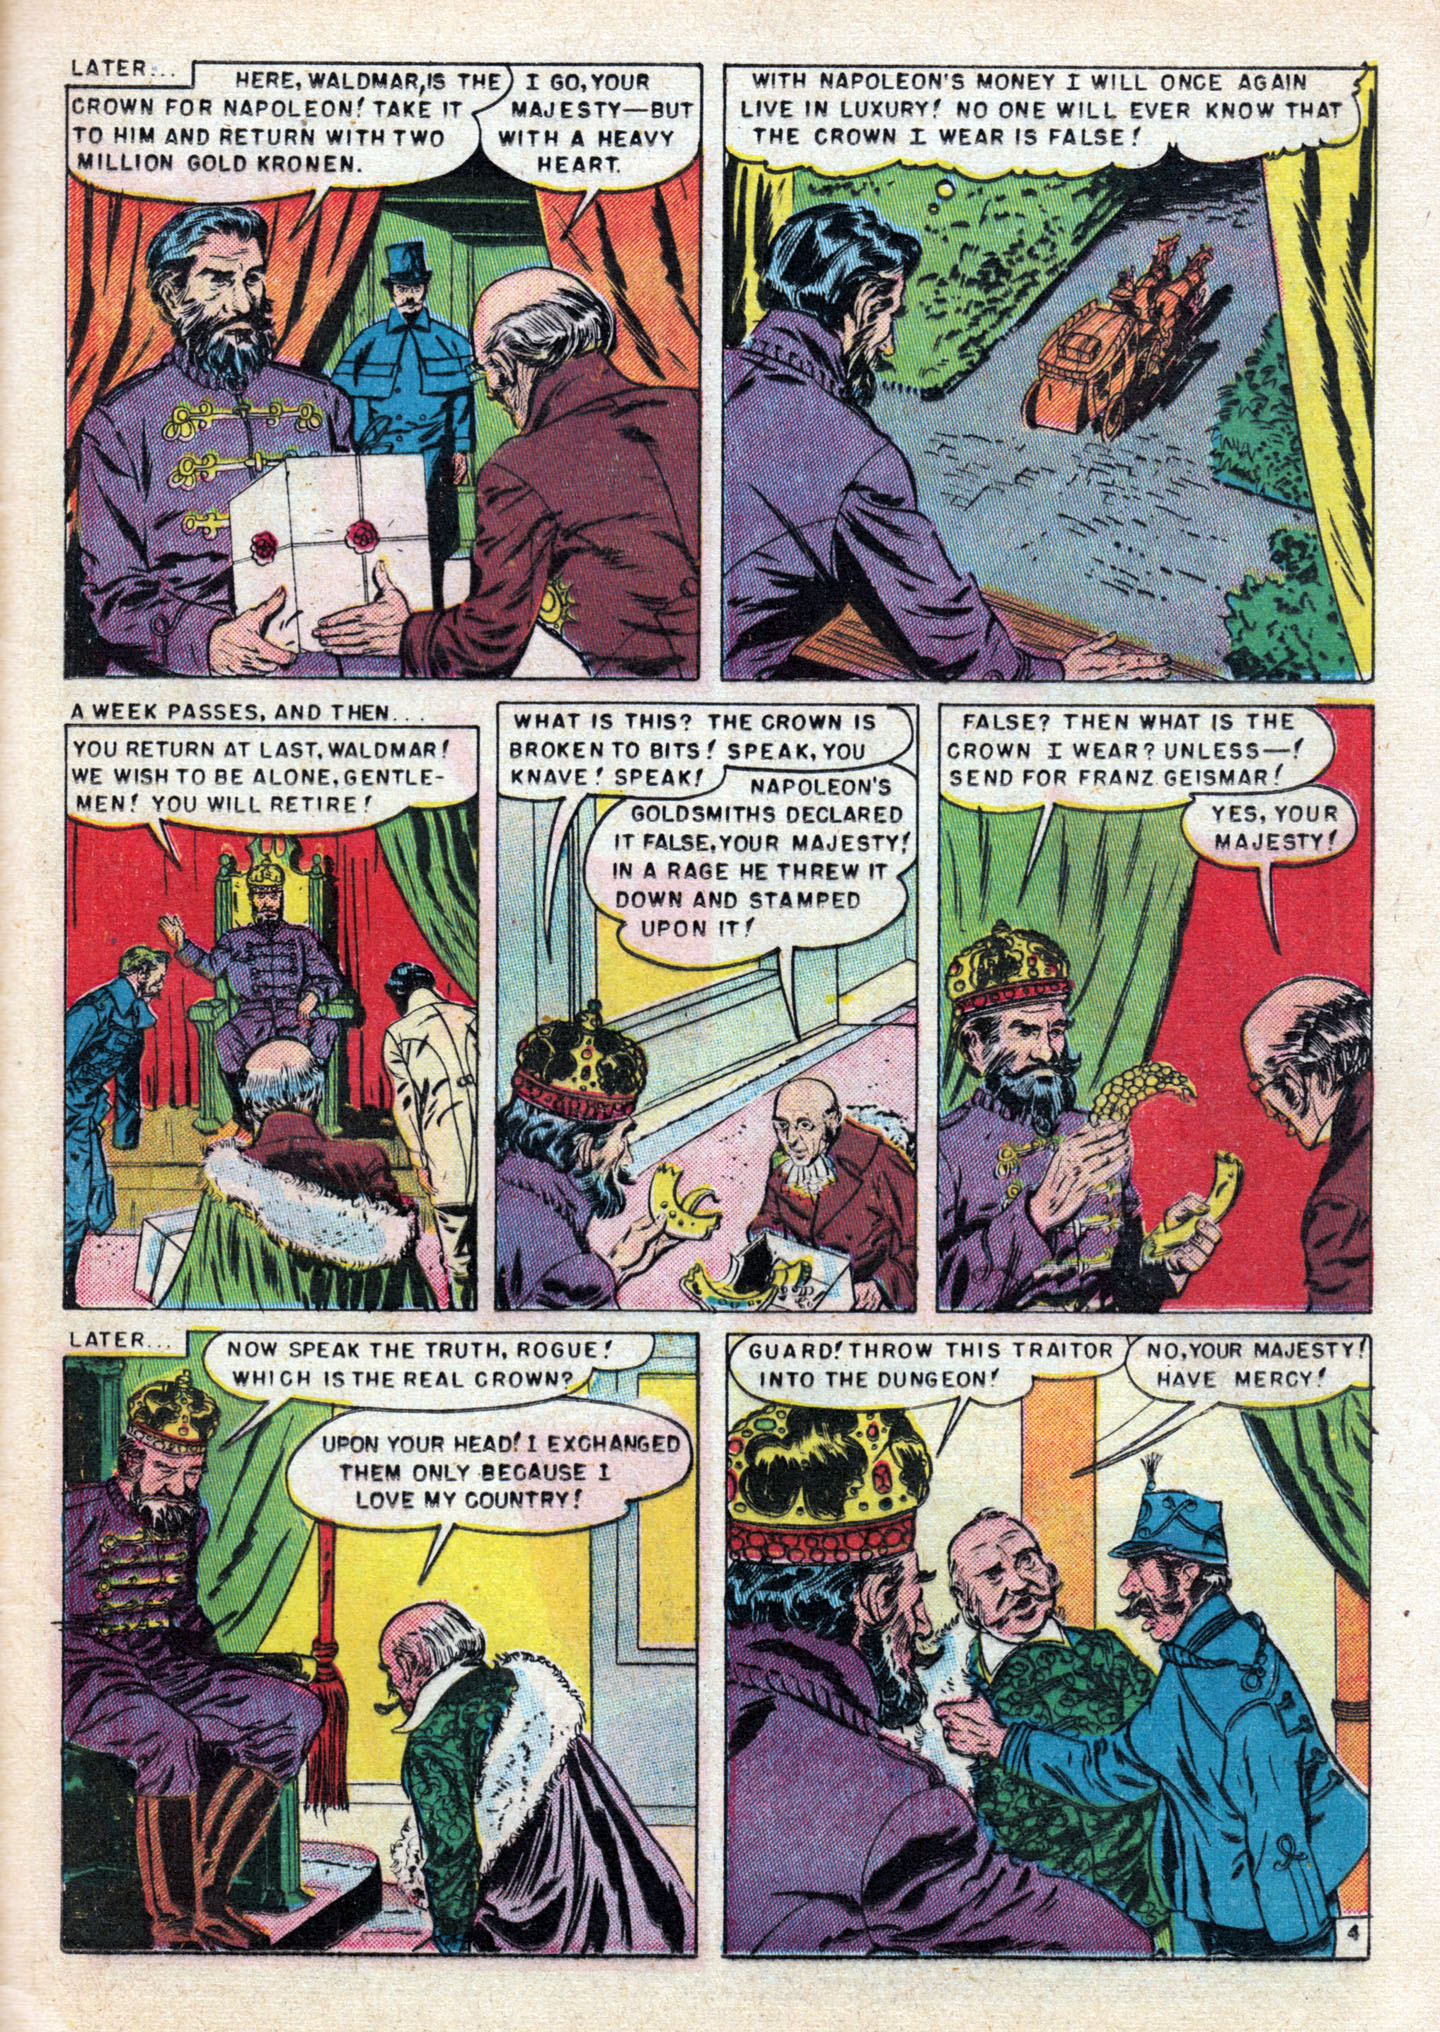 LATER...
HERE, WALDMAR, IS THE
CROWN FOR NAPOLEON! TAKE IT
TO HIM AND RETURN WITH TWO
MILLION GOLD KRONEN.
I GO, YOUR
MAJESTY—BUT
WITH A HEAVY
HEART.
WITH NAPOLEON'S MONEY I WILL ONCE AGAIN
LIVE IN LUXURY! NO ONE WILL EVER KNOW THAT
THE CROWN I WEAR IS FALSE!
A WEEK PASSES, AND THEN...
YOU RETURN AT LAST, WALDMAR!
WE WISH TO BE ALONE, GENTLE-
MEN! YOU WILL RETIRE!
WHAT IS THIS? THE CROWN IS
BROKEN TO BITS! SPEAK, YOU
KNAVE! SPEAK!
NAPOLEON'S
GOLDSMITHS DECLARED
IT FALSE, YOUR MAJESTY!
IN A RAGE HE THREW IT
DOWN AND STAMPED
UPON IT!
FALSE? THEN WHAT IS THE
CROWN I WEAR? UNLESS—!
SEND FOR FRANZ GEISMAR!
YES, YOUR
MAJESTY!
LATER...
NOW SPEAK THE TRUTH, ROGUE!
WHICH IS THE REAL CROWN?
UPON YOUR HEAD! I EXCHANGED
THEM ONLY BECAUSE I
LOVE MY COUNTRY!
GUARD! THROW THIS TRAITOR
INTO THE DUNGEON!
NO, YOUR MAJESTY!
HAVE MERCY!
4